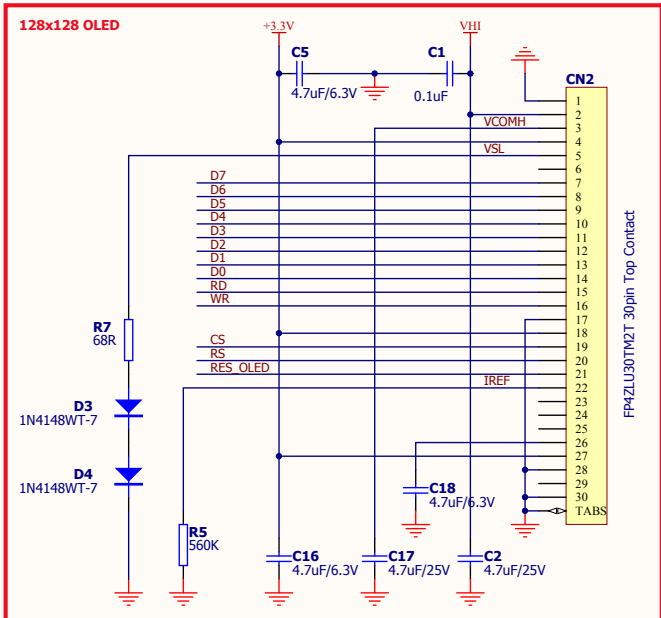 128x128 OLED
+3.3V
VHI
C5
4.7uF/6.3V
C1
0.1uF
CN2
1
2
VCOMH 3
4
VSL 5
6
D7 7
D6 8
D5 9
D4 10
D3 11
D2 12
D1 13
D0 14
RD 15
WR 16
17
18
CS 19
RS 20
RES_OLED 21
IREF 22
23
24
25
26
27
28
29
30
TABS
FP4ZLU30TM2T 30pin Top Contact
R7
68R
D3
1N4148WT-7
D4
1N4148WT-7
R5
560K
C18
4.7uF/6.3V
C16
4.7uF/6.3V
C17
4.7uF/25V
C2
4.7uF/25V